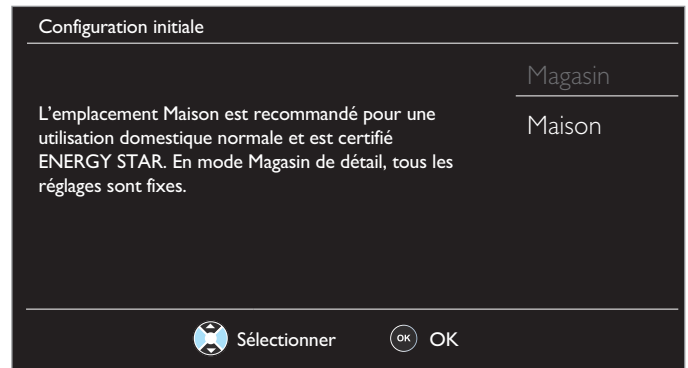 Configuration initiale
L’emplacement Maison est recommandé pour une
utilisation domestique normale et est certifié
ENERGY STAR. En mode Magasin de détail, tous les
réglages sont fixes.
Magasin
Maison
Sélectionner
OK OK